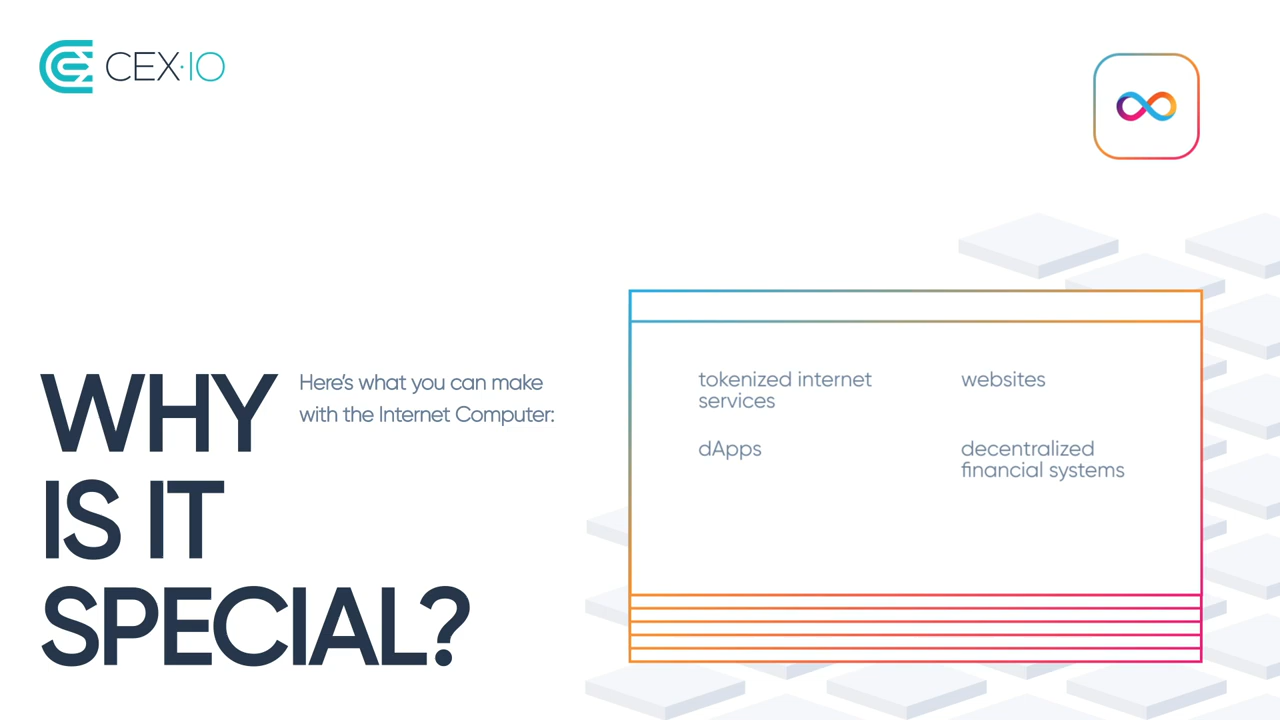 CEX·IO
WHY
IS IT
SPECIAL?
Here's what you can make
with the Internet Computer:
tokenized internet
services
websites
dApps
decentralized
financial systems